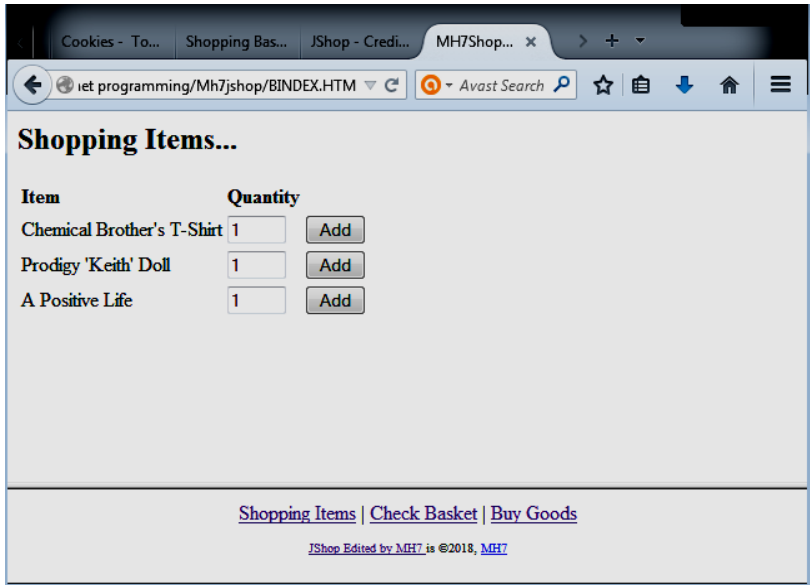 Cookies - To... Shopping Bas... JShop - Credi... MH7Shop... ×
et programming/Mh7jshop/BINDEX.HTM Avast Search
Shopping Items...
Item Quantity
Chemical Brother's T-Shirt 1 Add
Prodigy 'Keith' Doll 1 Add
A Positive Life 1 Add
Shopping Items | Check Basket | Buy Goods
JShop Edited by MH7 is ©2018, MH7